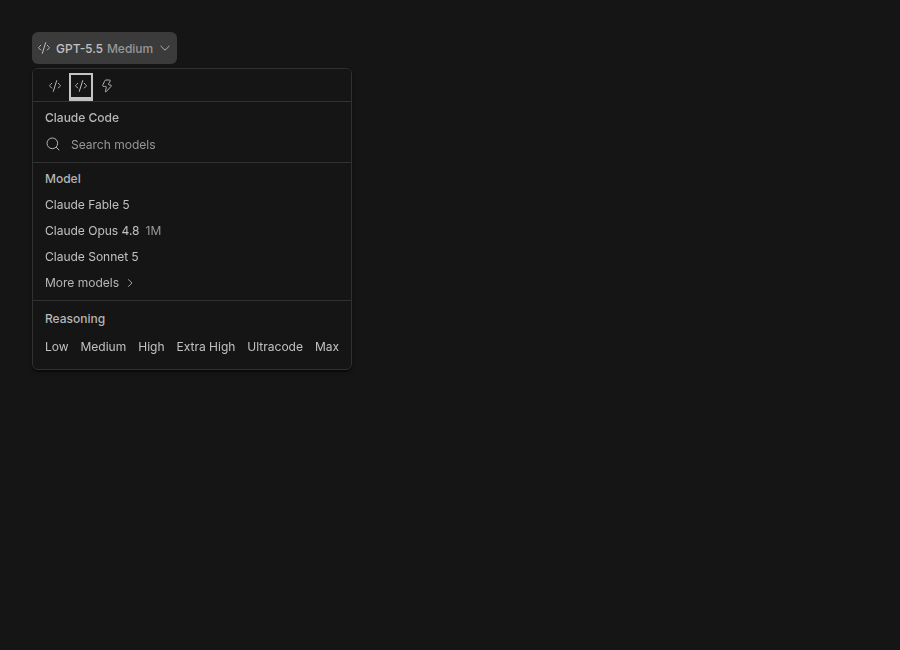 GPT-5.5 Medium
Claude Code
Search models
Model
Claude Fable 5
Claude Opus 4.8 1M
Claude Sonnet 5
More models
Reasoning
Low Medium High Extra High Ultracode Max